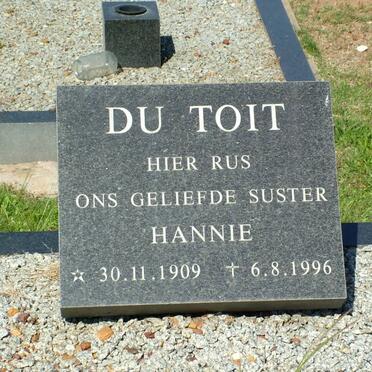 DU TOIT
HIER RUS
ONS GELIEFDE SUSTER
HANNIE
☆ 30.11.1909 ✝ 6.8.1996